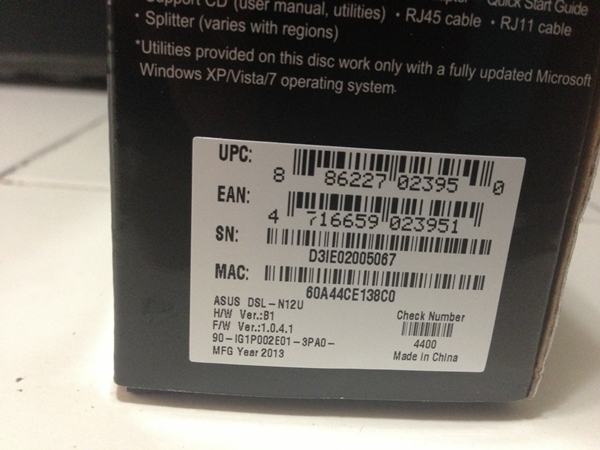 Support CD (user manual, utilities) • RJ45 cable • RJ11 cable
Quick Start Guide
• Splitter (varies with regions)
*Utilities provided on this disc work only with a fully updated Microsoft
Windows XP/Vista/7 operating system.
UPC:
8 86227 02395 0
EAN:
4 716659 023951
SN:
D3IE02005067
MAC:
60A44CE138C0
ASUS DSL-N12U
H/W Ver.:B1
F/W Ver.:1.0.4.1
90-IG1P002E01-3PA0-
MFG Year 2013
Check Number
4400
Made in China